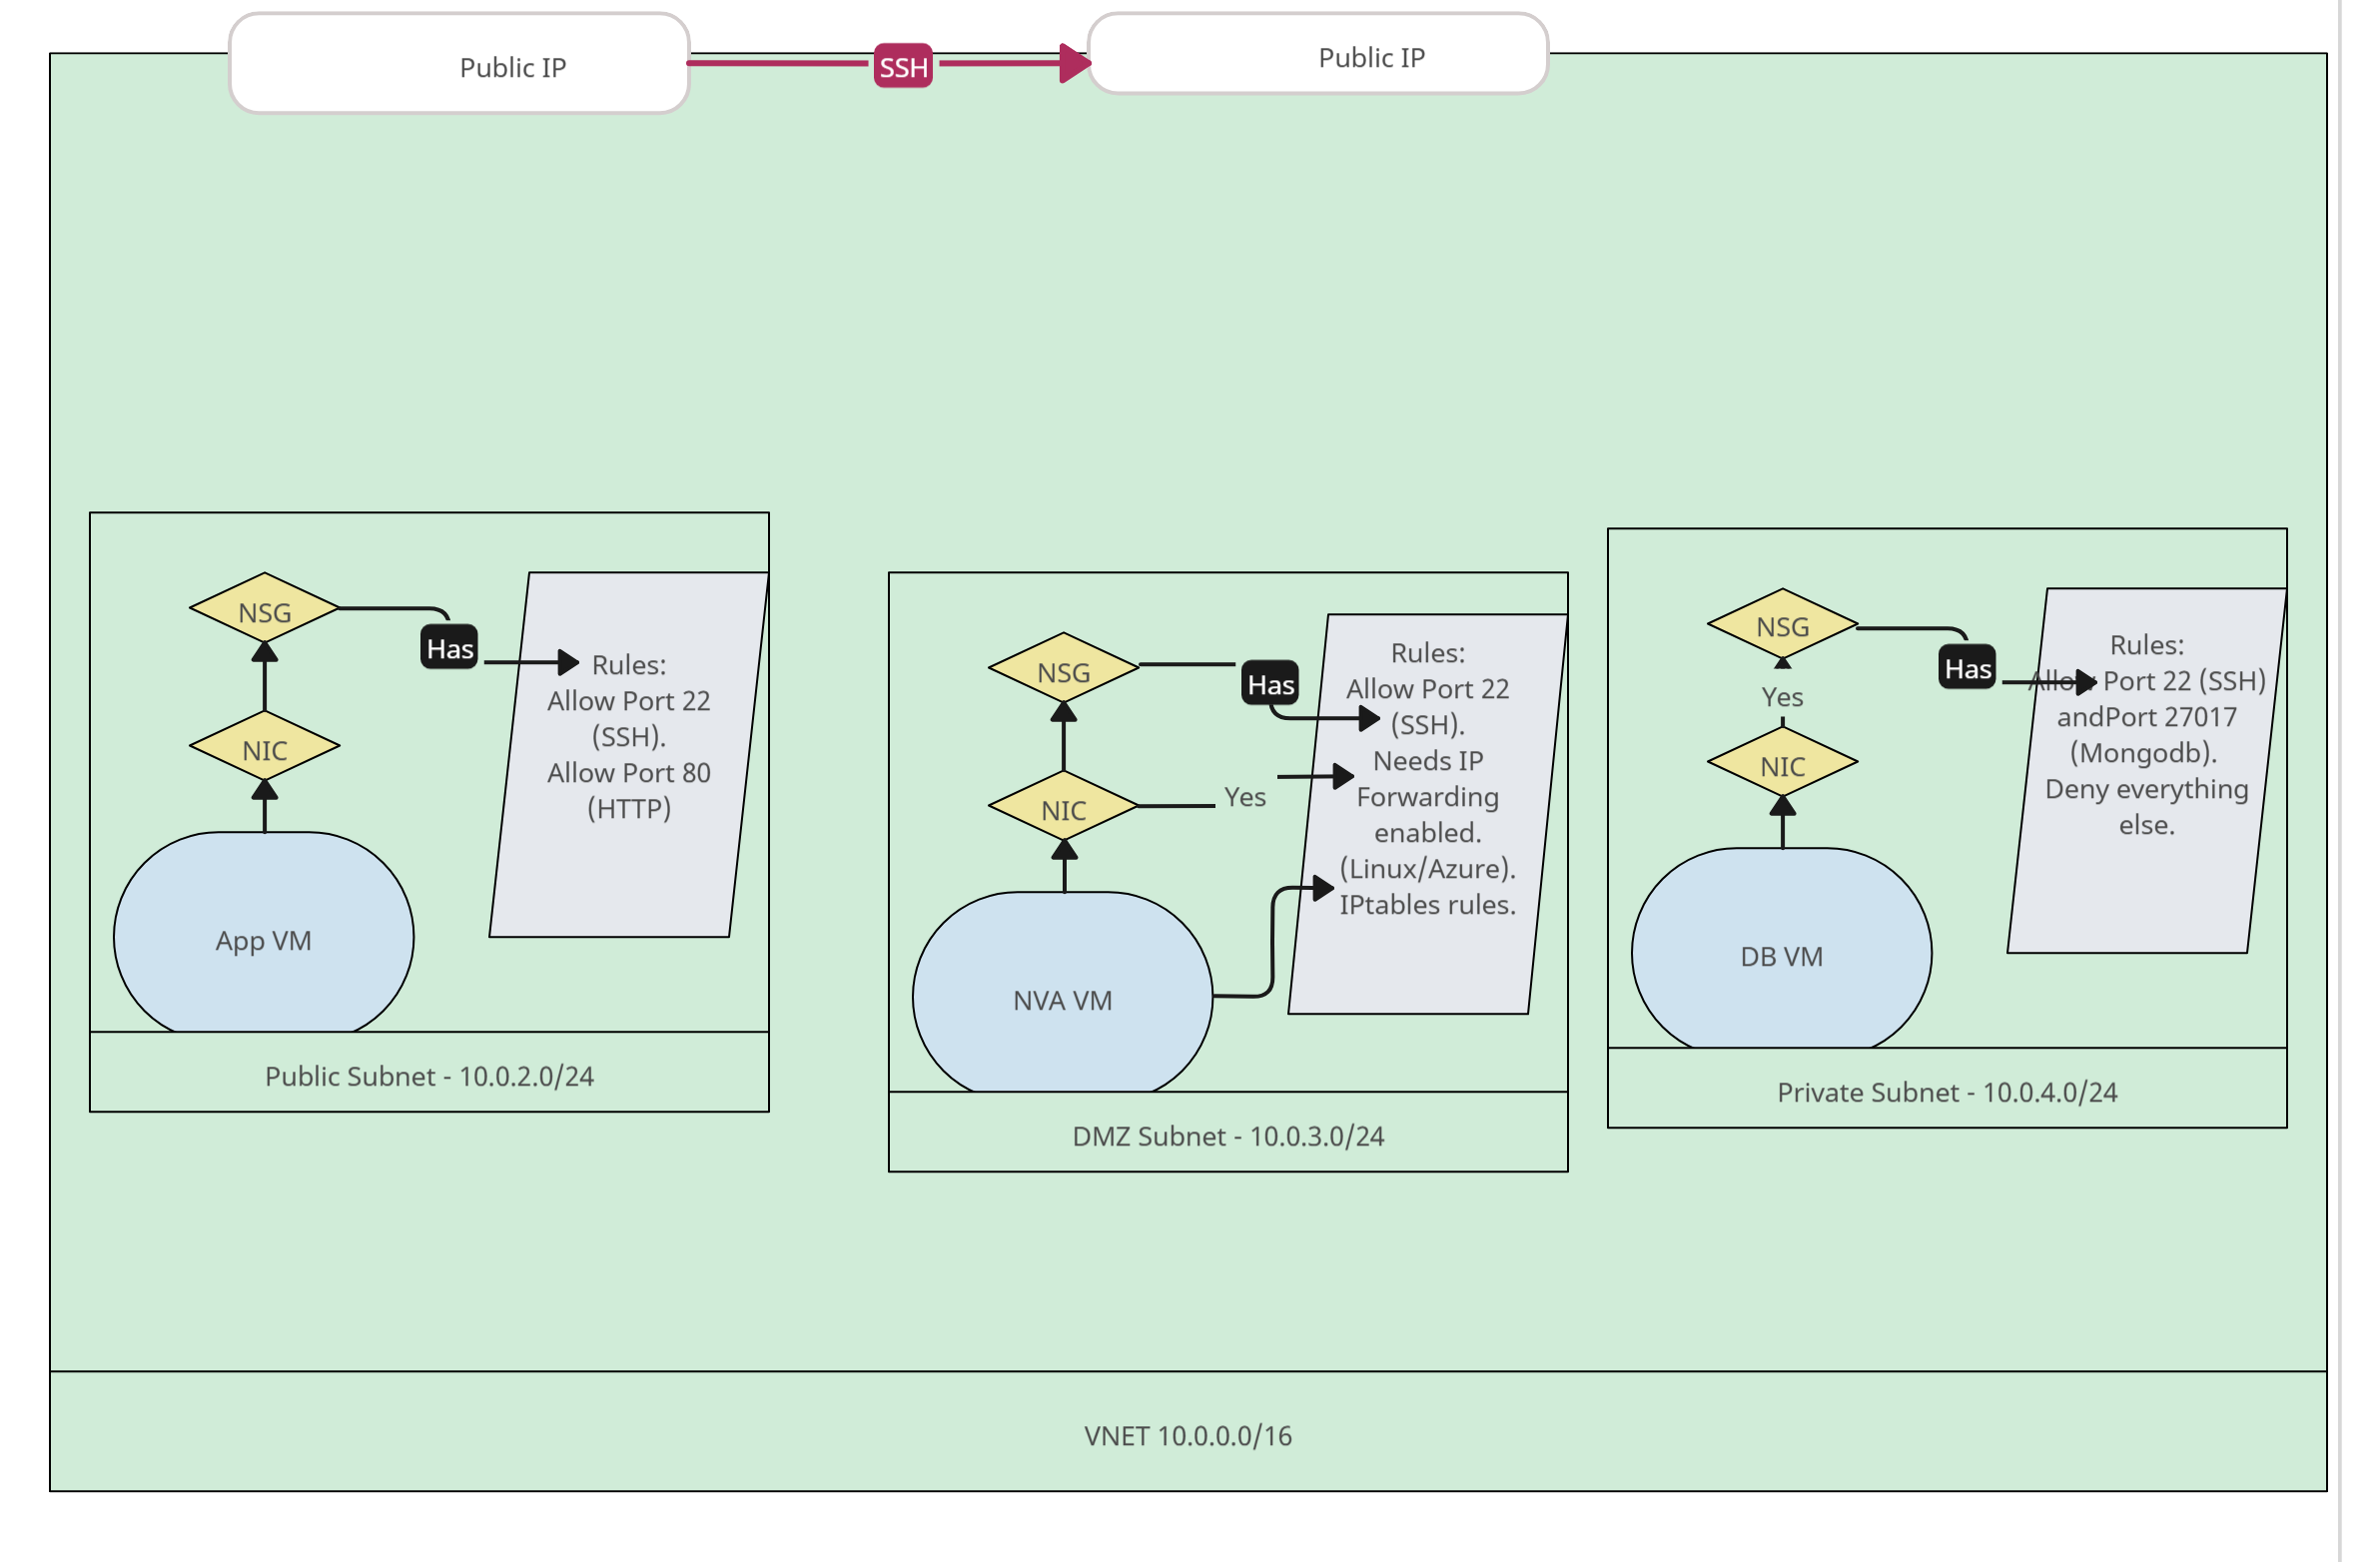 Public IP
SSH
Public IP
NSG
Has
Rules:
Allow Port 22
(SSH).
Allow Port 80
(HTTP)
NIC
App VM
Public Subnet - 10.0.2.0/24
NSG
Has
Rules:
Allow Port 22
(SSH).
Needs IP
Forwarding
enabled.
(Linux/Azure).
IPtables rules.
NIC
Yes
NVA VM
DMZ Subnet - 10.0.3.0/24
NSG
Has
Rules:
Allow Port 22 (SSH)
andPort 27017
(Mongodb).
Deny everything
else.
Yes
NIC
DB VM
Private Subnet - 10.0.4.0/24
VNET 10.0.0.0/16